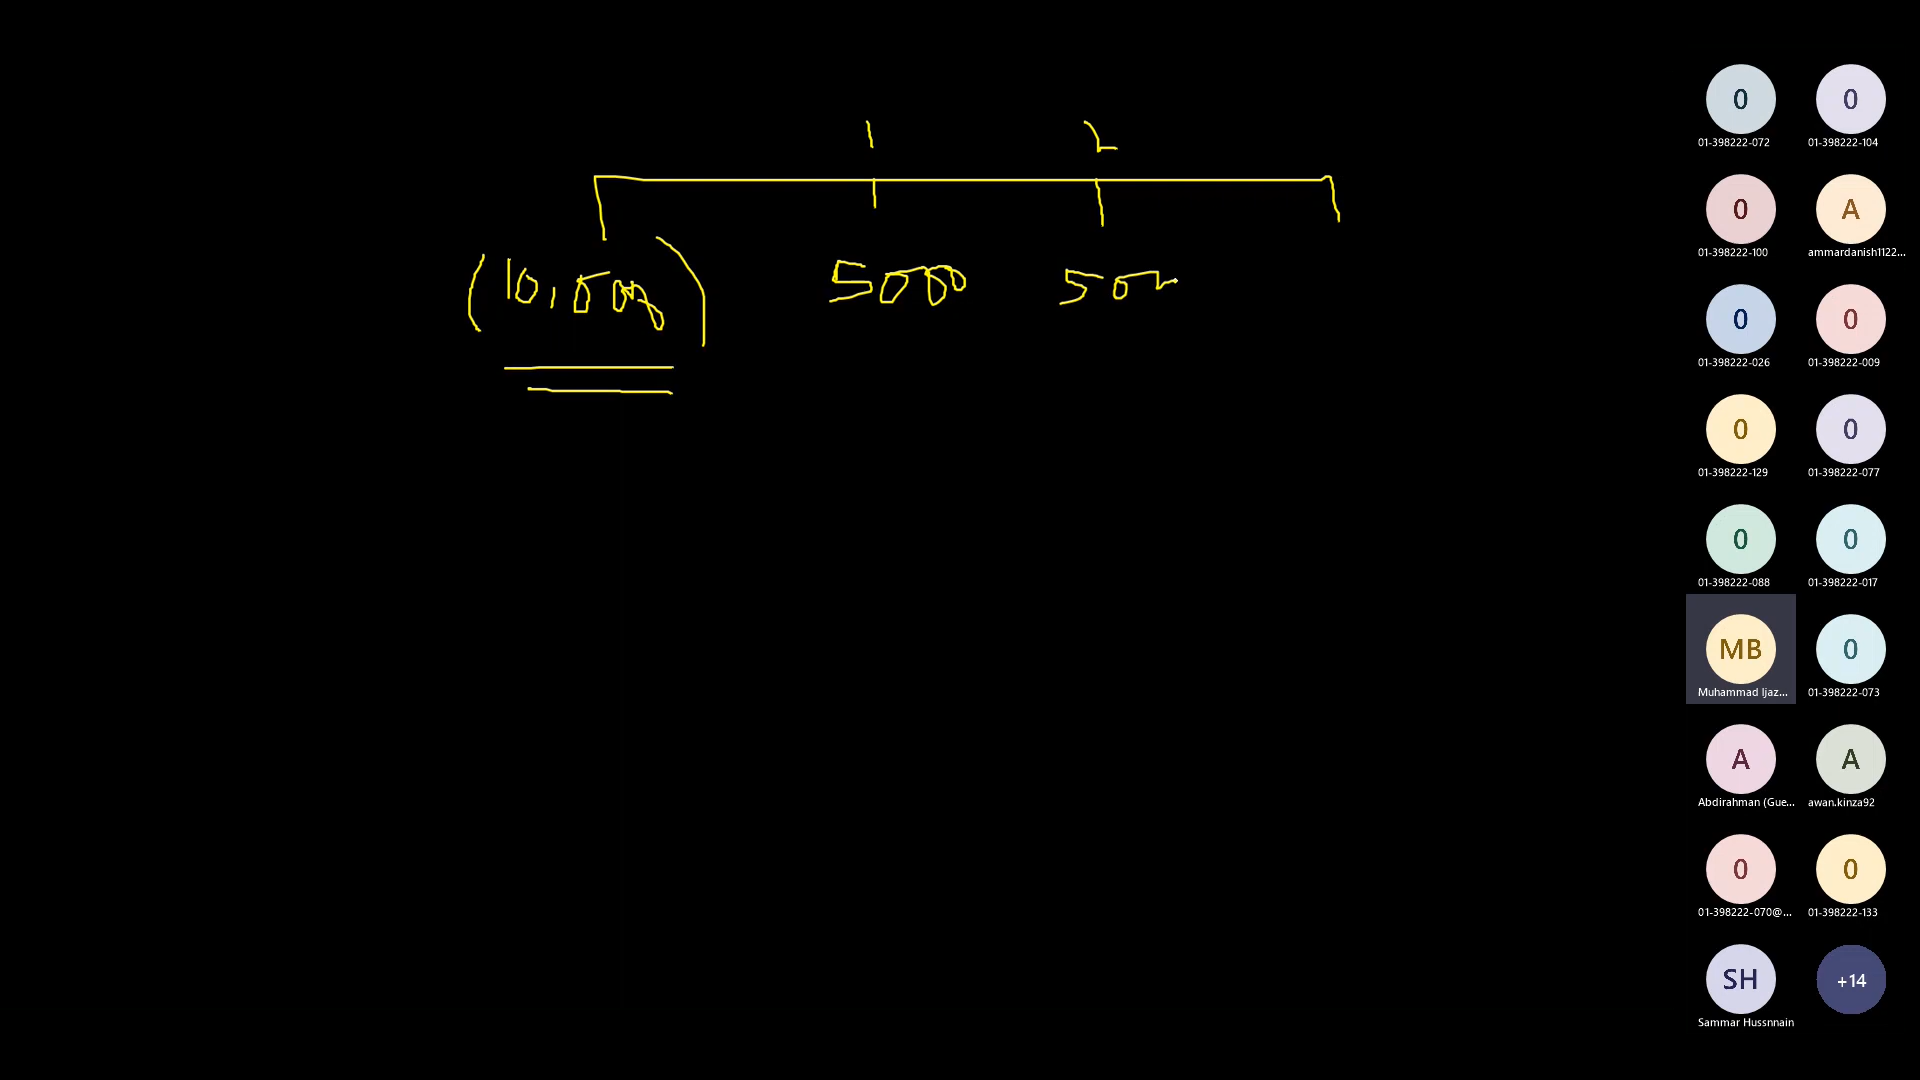 1 2
(10,000) 5000 500
0 0
01-398222-072 01-398222-104
0 A
01-398222-100 ammardanish1122...
0 0
01-398222-026 01-398222-009
0 0
01-398222-129 01-398222-077
0 0
01-398222-088 01-398222-017
MB 0
Muhammad Ijaz... 01-398222-073
A A
Abdirahman (Gue... awan.kinza92
0 0
01-398222-070@... 01-398222-133
SH +14
Sammar Hussnnain